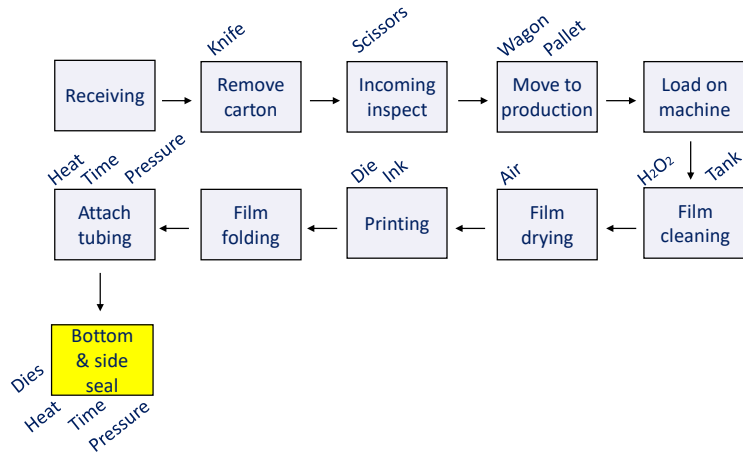 Knife
Scissors
Wagon
Pallet
Receiving
Remove
carton
Incoming
inspect
Move to
production
Load on
machine
Heat
Time
Pressure
Die
Ink
Air
H₂O₂
Tank
Attach
tubing
Film
folding
Printing
Film
drying
Film
cleaning
Bottom
& side
seal
Dies
Heat
Time
Pressure